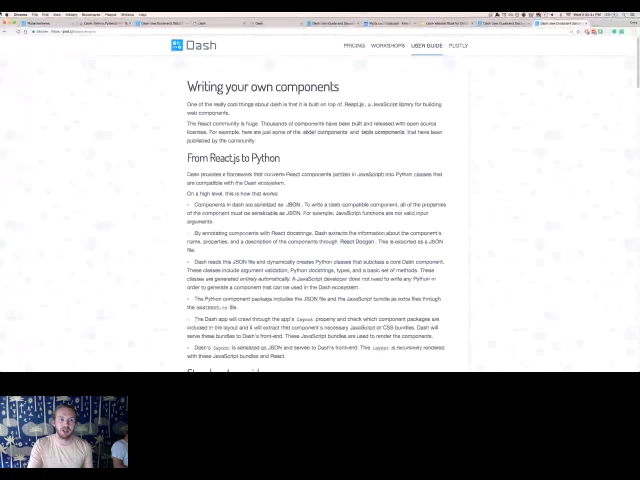 Dash
PRICING WORKSHOPS USER GUIDE PLOTLY
Writing your own components
One of the really cool things about dash is that it is built on top of React.js, a JavaScript library for building
web components.
The React community is huge. Thousands of components have been built and released with open source
licenses. For example, here are just some of the slider components and table components that have been
published by the community.
From React.js to Python
Dash provides a framework that converts React components (written in JavaScript) into Python classes that
are compatible with the Dash ecosystem.
On a high level, this is how that works:
Components in dash are serialized as JSON. To write a dash-compatible component, all of the properties
of the component must be serializable as JSON. For example, JavaScript functions are not valid input
arguments.
By annotating components with React docstrings, Dash extracts the information about the component's
name, properties, and a description of the components through React Docgen. This is exported as a JSON
file.
Dash reads this JSON file and dynamically creates Python classes that subclass a core Dash component.
These classes include argument validation, Python docstrings, types, and a basic set of methods. These
classes are generated entirely automatically. A JavaScript developer does not need to write any Python in
order to generate a component that can be used in the Dash ecosystem.
The Python component package includes the JSON file and the JavaScript bundle as extra files through
the file.
The Dash app will crawl through the app's layout property and check which component packages are
included in the layout and it will extract that component's necessary JavaScript or CSS bundles. Dash will
serve these bundles to Dash's front-end. These JavaScript bundles are used to render the components.
Dash's layout is serialized as JSON and served to Dash's front-end. This layout is recursively rendered
with these JavaScript bundles and React.